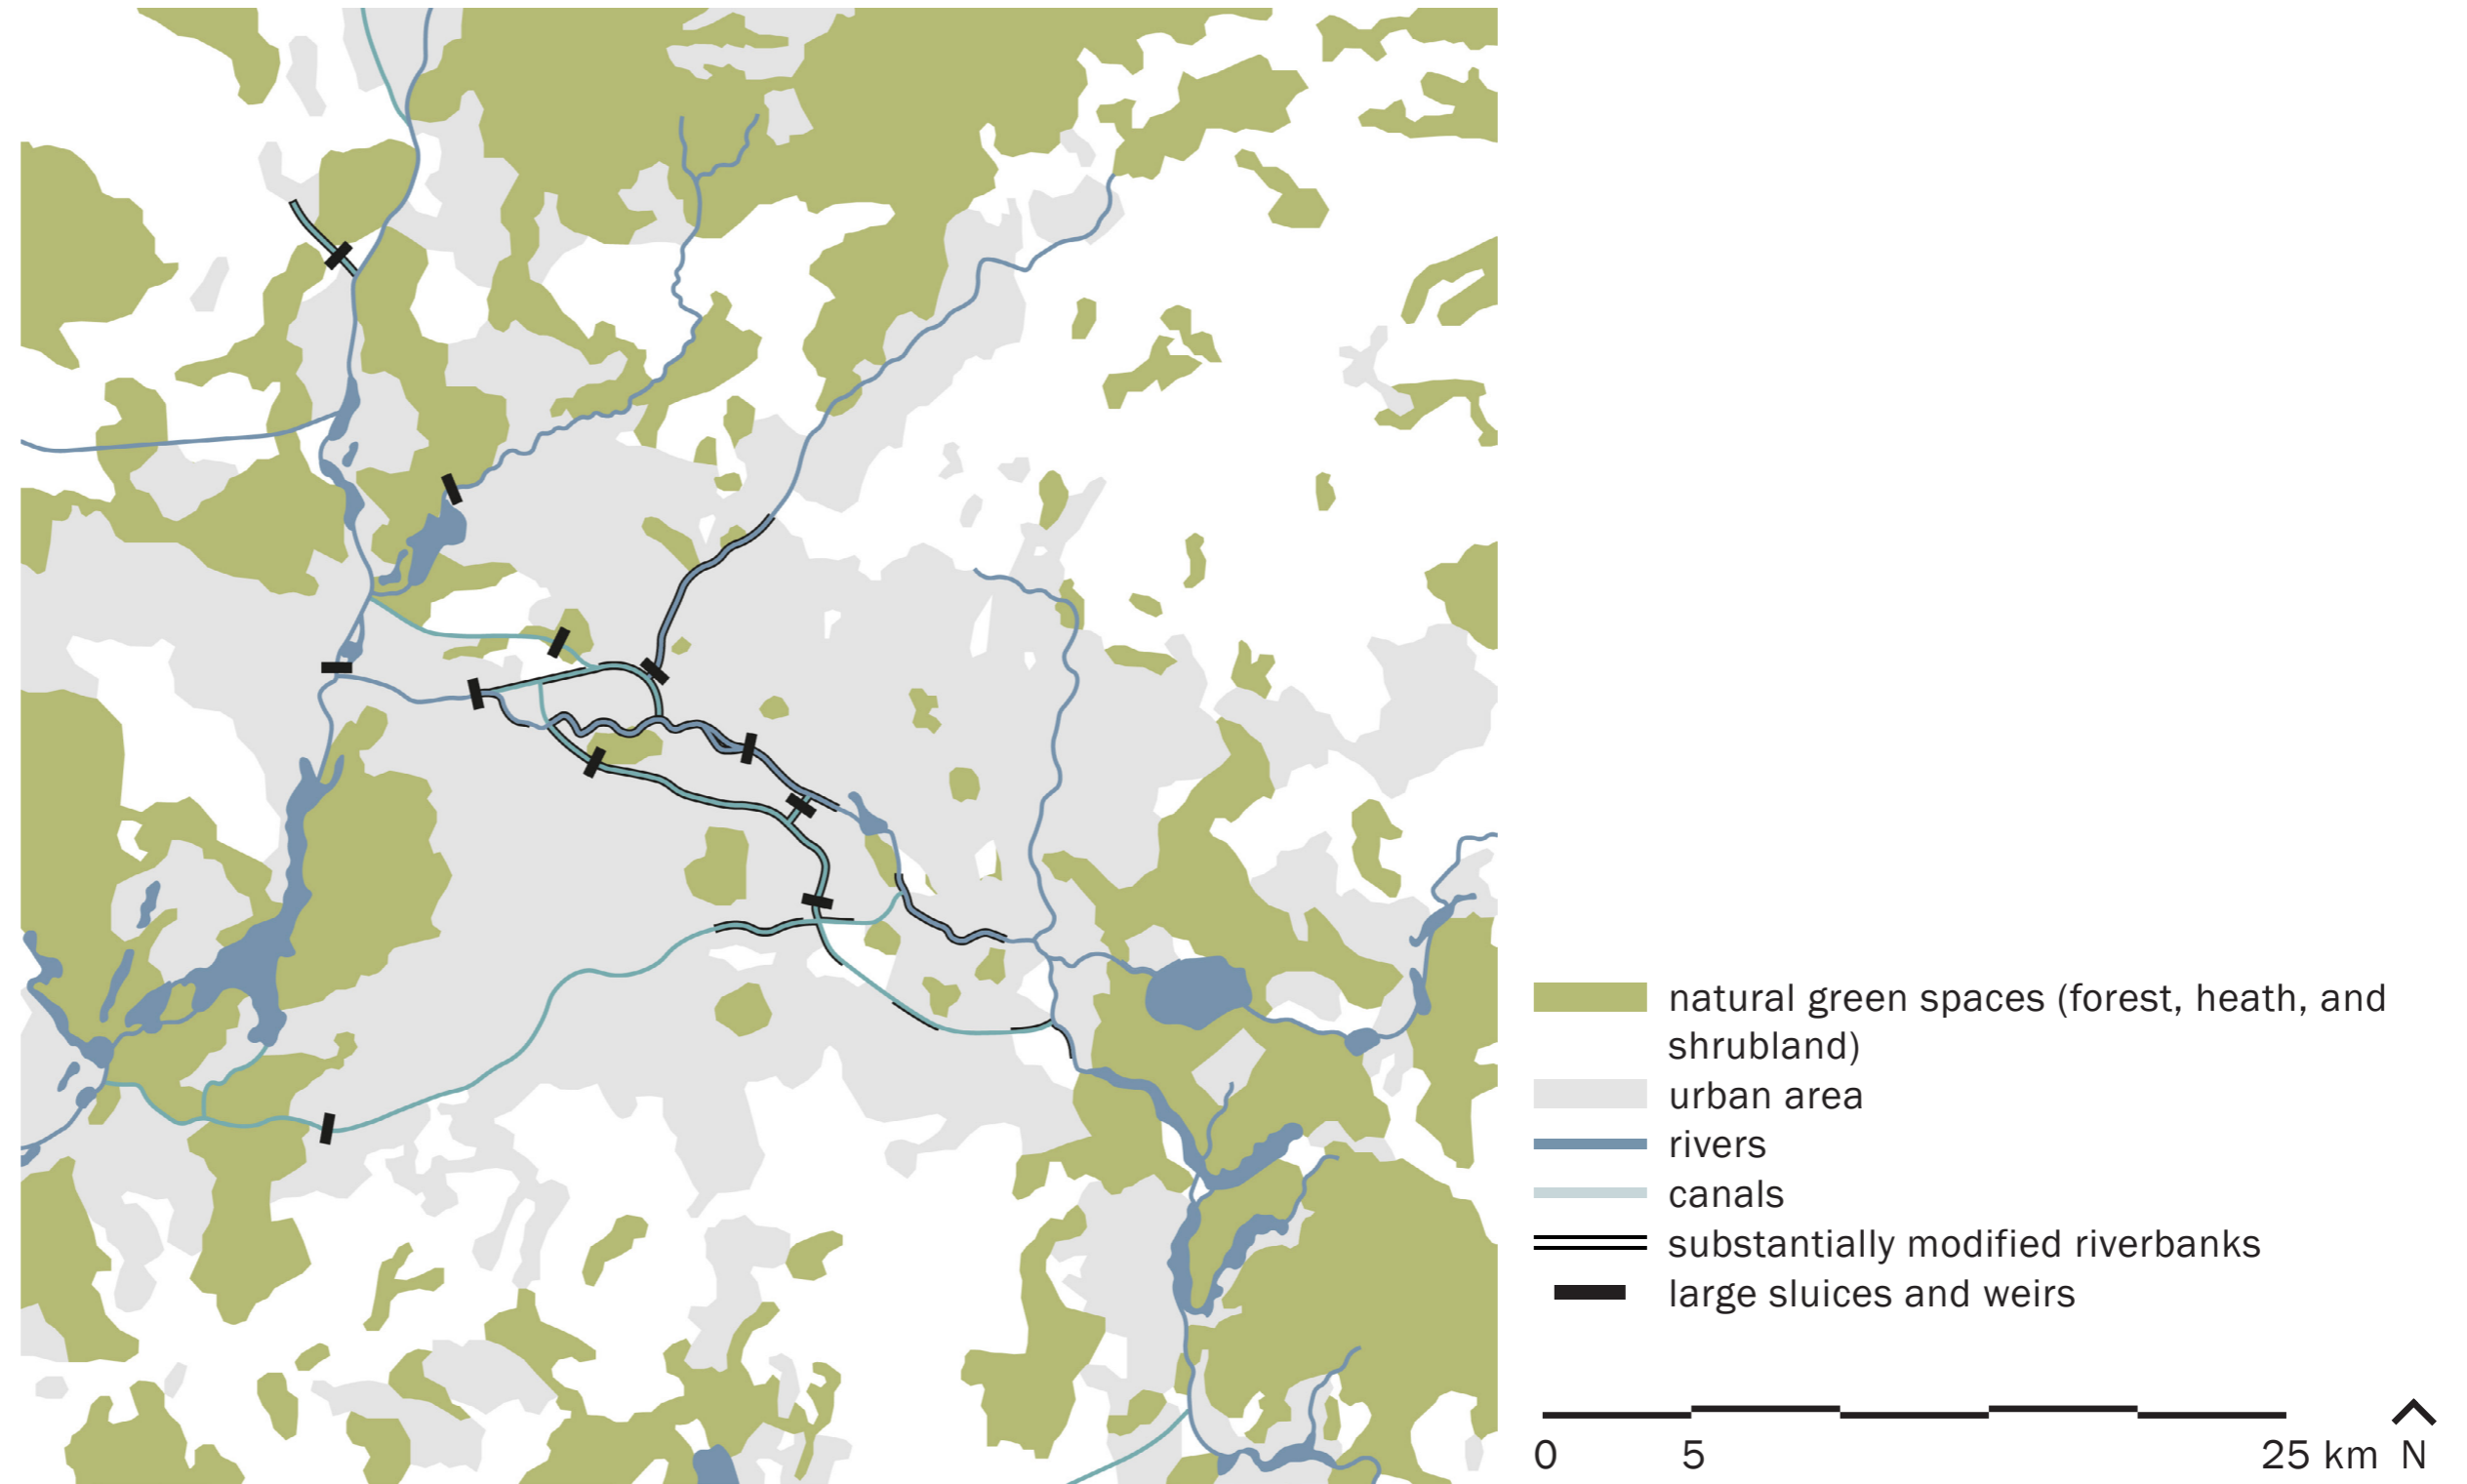 natural green spaces (forest, heath, and
shrubland)
urban area
rivers
canals
substantially modified riverbanks
large sluices and weirs
0 5 25 km N